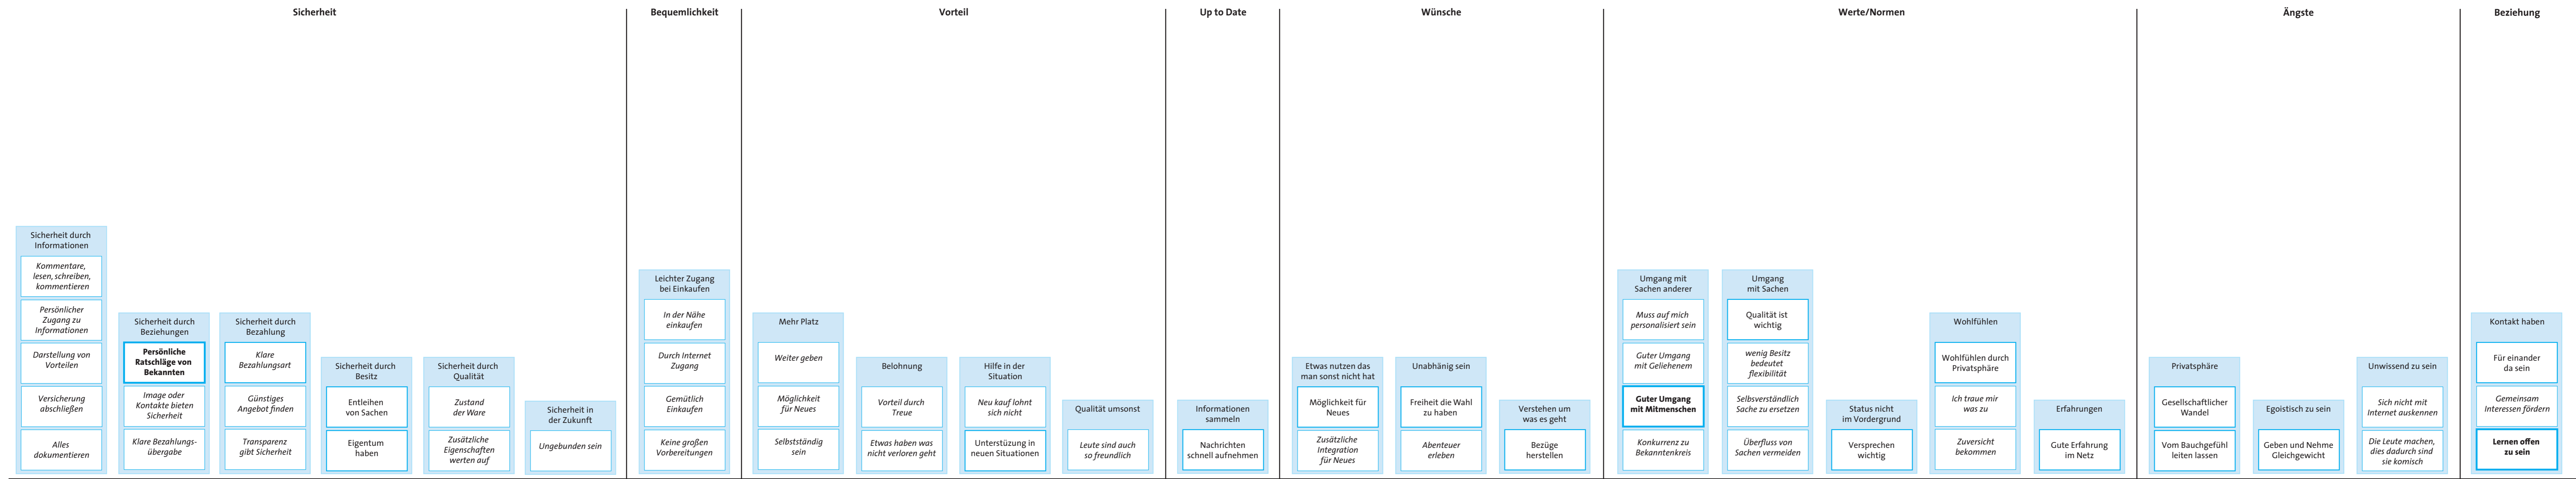 Sicherheit
Sicherheit durch
Informationen
Kommentare,
lesen, schreiben,
kommentieren
Persönlicher
Zugang zu
Informationen
Darstellung von
Vorteilen
Versicherung
abschließen
Alles
dokumentieren
Sicherheit durch
Beziehungen
Persönliche
Ratschläge von
Bekannten
Image oder
Kontakte bieten
Sicherheit
Klare Bezahlungs-
übergabe
Sicherheit durch
Bezahlung
Klare
Bezahlungsart
Günstiges
Angebot finden
Transparenz
gibt Sicherheit
Sicherheit durch
Besitz
Entleihen
von Sachen
Eigentum
haben
Sicherheit durch
Qualität
Zustand
der Ware
Zusätzliche
Eigenschaften
werten auf
Sicherheit in
der Zukunft
Ungebunden sein
Bequemlichkeit
Leichter Zugang
bei Einkaufen
In der Nähe
einkaufen
Durch Internet
Zugang
Gemütlich
Einkaufen
Keine großen
Vorbereitungen
Vorteil
Mehr Platz
Weiter geben
Möglichkeit
für Neues
Selbstständig
sein
Belohnung
Vorteil durch
Treue
Etwas haben was
nicht verloren geht
Hilfe in der
Situation
Neu kauf lohnt
sich nicht
Unterstüzung in
neuen Situationen
Qualität umsonst
Leute sind auch
so freundlich
Up to Date
Informationen
sammeln
Nachrichten
schnell aufnehmen
Wünsche
Etwas nutzen das
man sonst nicht hat
Möglichkeit für
Neues
Zusätzliche
Integration
für Neues
Unabhänig sein
Freiheit die Wahl
zu haben
Abenteuer
erleben
Verstehen um
was es geht
Bezüge
herstellen
Werte/Normen
Umgang mit
Sachen anderer
Muss auf mich
personalisiert sein
Guter Umgang
mit Geliehenem
Guter Umgang
mit Mitmenschen
Konkurrenz zu
Bekanntenkreis
Umgang
mit Sachen
Qualität ist
wichtig
wenig Besitz
bedeutet
flexibilität
Selbsverständlich
Sache zu ersetzen
Überfluss von
Sachen vermeiden
Status nicht
im Vordergrund
Versprechen
wichtig
Wohlfühlen
Wohlfühlen durch
Privatsphäre
Ich traue mir
was zu
Zuversicht
bekommen
Erfahrungen
Gute Erfahrung
im Netz
Ängste
Privatsphäre
Gesellschaftlicher
Wandel
Vom Bauchgefühl
leiten lassen
Egoistisch zu sein
Geben und Nehme
Gleichgewicht
Unwissend zu sein
Sich nicht mit
Internet auskennen
Die Leute machen,
dies dadurch sind
sie komisch
Beziehung
Kontakt haben
Für einander
da sein
Gemeinsam
Interessen fördern
Lernen offen
zu sein